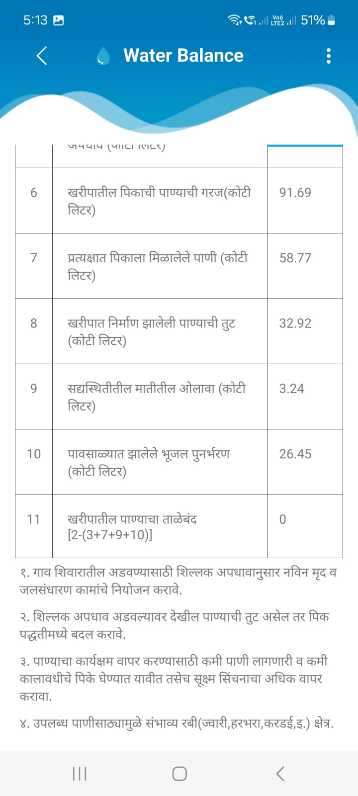 5:13
51%
Water Balance
6 खरीपातील पिकाची पाण्याची गरज(कोटी 91.69
लिटर)
7 प्रत्यक्षात पिकाला मिळालेले पाणी (कोटी 58.77
लिटर)
8 खरीपात निर्माण झालेली पाण्याची तुट 32.92
(कोटी लिटर)
9 सद्यस्थितीतील मातीतील ओलावा (कोटी 3.24
लिटर)
10 पावसाळ्यात झालेले भूजल पुनर्भरण 26.45
(कोटी लिटर)
11 खरीपातील पाण्याचा ताळेबंद 0
[2-(3+7+9+10)]
१. गाव शिवारातील अडवण्यासाठी शिल्लक अपधावानुसार नविन मृद व
जलसंधारण कामांचे नियोजन करावे.
२. शिल्लक अपधाव अडवल्यावर देखील पाण्याची तुट असेल तर पिक
पद्धतीमध्ये बदल करावे.
३. पाण्याचा कार्यक्षम वापर करण्यासाठी कमी पाणी लागणारी व कमी
कालावधीचे पिके घेण्यात यावीत तसेच सूक्ष्म सिंचनाचा अधिक वापर
करावा.
४. उपलब्ध पाणीसाठ्यामुळे संभाव्य रबी(ज्वारी,हरभरा,करडई,इ.) क्षेत्र.